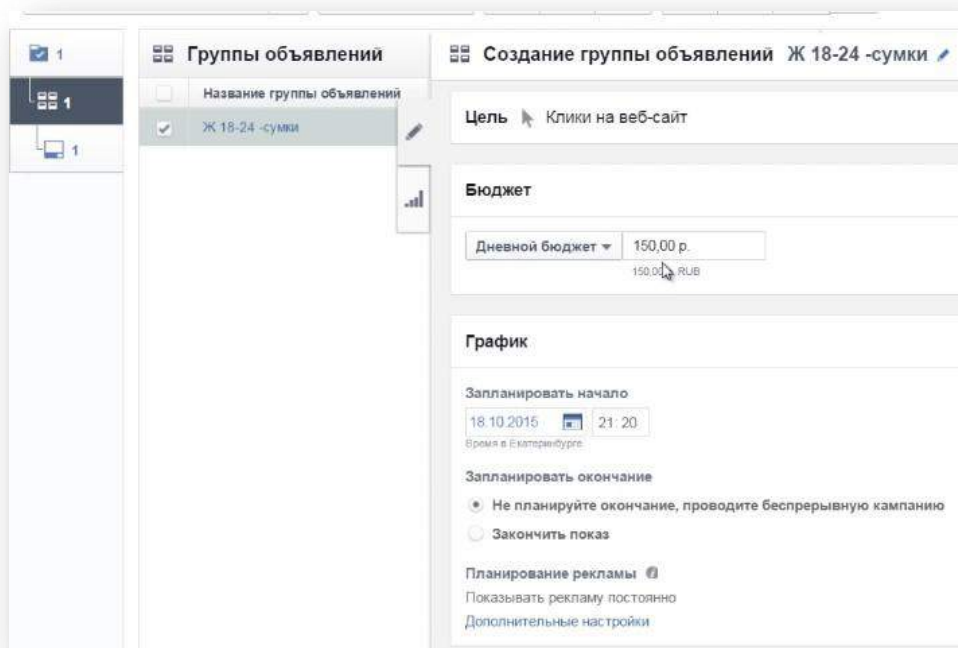 1
1
1
Группы объявлений
Название группы объявлений
Ж 18-24 -сумки
Создание группы объявлений Ж 18-24 -сумки
Цель Клики на веб-сайт
Бюджет
Дневной бюджет 150,00 р.
RUB
График
Запланировать начало
18.10.2015 21:20
Время в Екатеринбурге
Запланировать окончание
Не планируйте окончание, проводите беспрерывную кампанию
Закончить показ
Планирование рекламы
Показывать рекламу постоянно
Дополнительные настройки